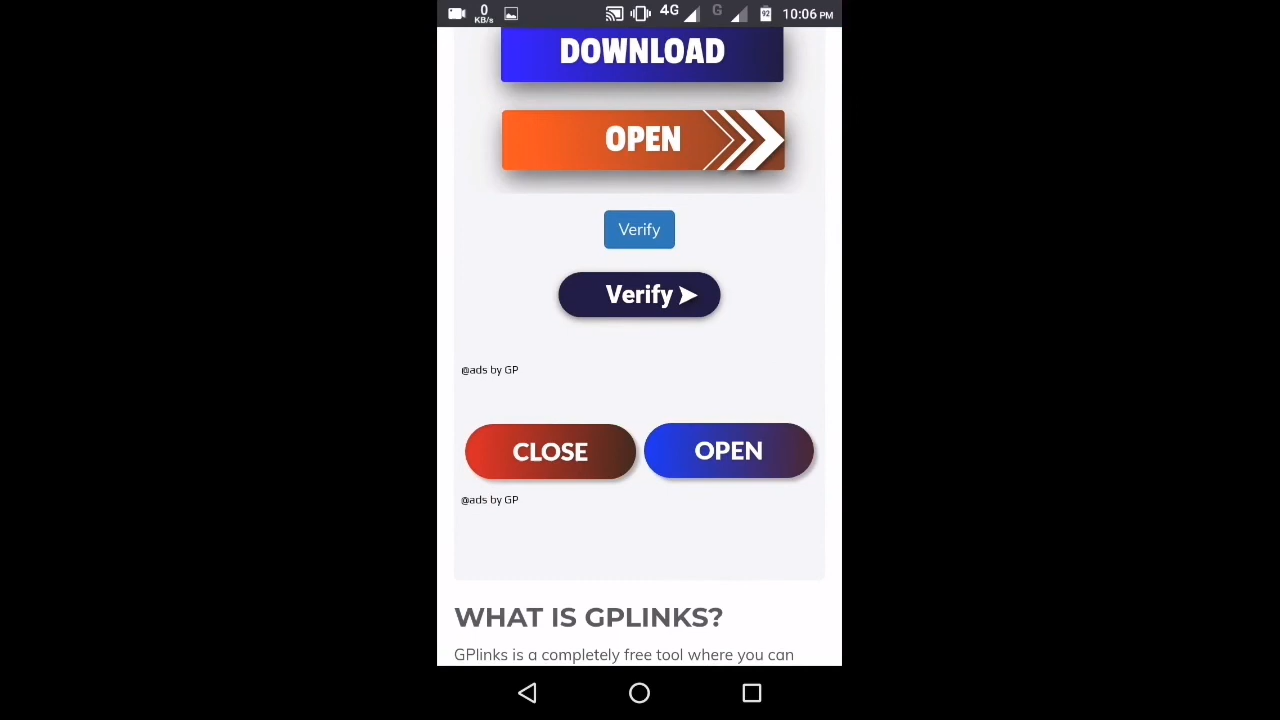 0
KB/s
4G
G
92
10:06 PM
DOWNLOAD
OPEN
Verify
Verify
@ads by GP
CLOSE
OPEN
@ads by GP
WHAT IS GPLINKS?
GPlinks is a completely free tool where you can